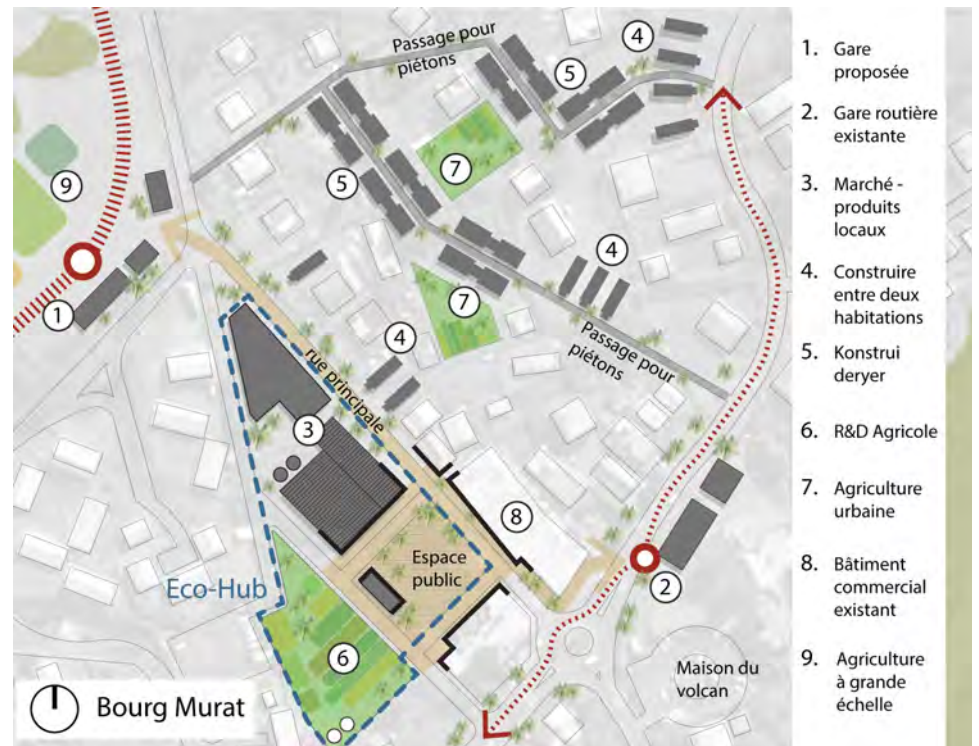 Passage pour
piétons
4
5
9
7
5
4
1
7
4
Passage pour
piétons
rue principale
3
8
Espace
public
2
Eco-Hub
6
Maison du
volcan
Bourg Murat
1. Gare
proposée
2. Gare routière
existante
3. Marché -
produits
locaux
4. Construire
entre deux
habitations
5. Konstrui
deryer
6. R&D Agricole
7. Agriculture
urbaine
8. Bâtiment
commercial
existant
9. Agriculture
à grande
échelle